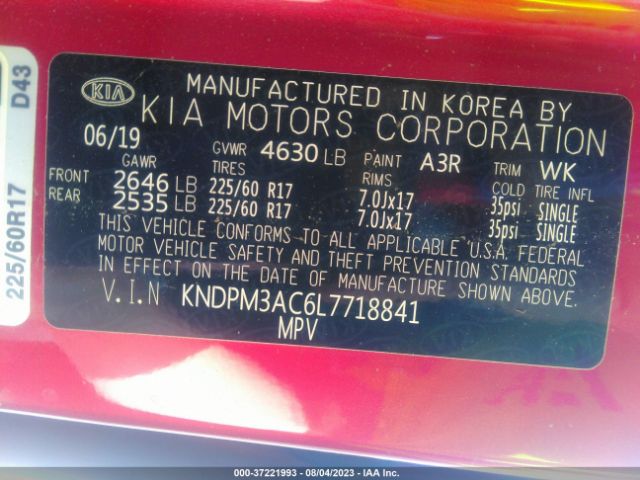 225/60R17 D43
KIA
MANUFACTURED IN KOREA BY
KIA MOTORS CORPORATION
06/19 GVWR 4630 LB PAINT A3R TRIM WK
GAWR TIRES RIMS COLD TIRE INFL
FRONT 2646 LB 225/60 R17 7.0Jx17 35psi SINGLE
REAR 2535 LB 225/60 R17 7.0Jx17 35psi SINGLE
THIS VEHICLE CONFORMS TO ALL APPLICABLE U.S.A. FEDERAL
MOTOR VEHICLE SAFETY AND THEFT PREVENTION STANDARDS
IN EFFECT ON THE DATE OF MANUFACTURE SHOWN ABOVE.
V.I.N KNDPM3AC6L7718841
MPV
000-37221993 - 08/04/2023 - IAA Inc.